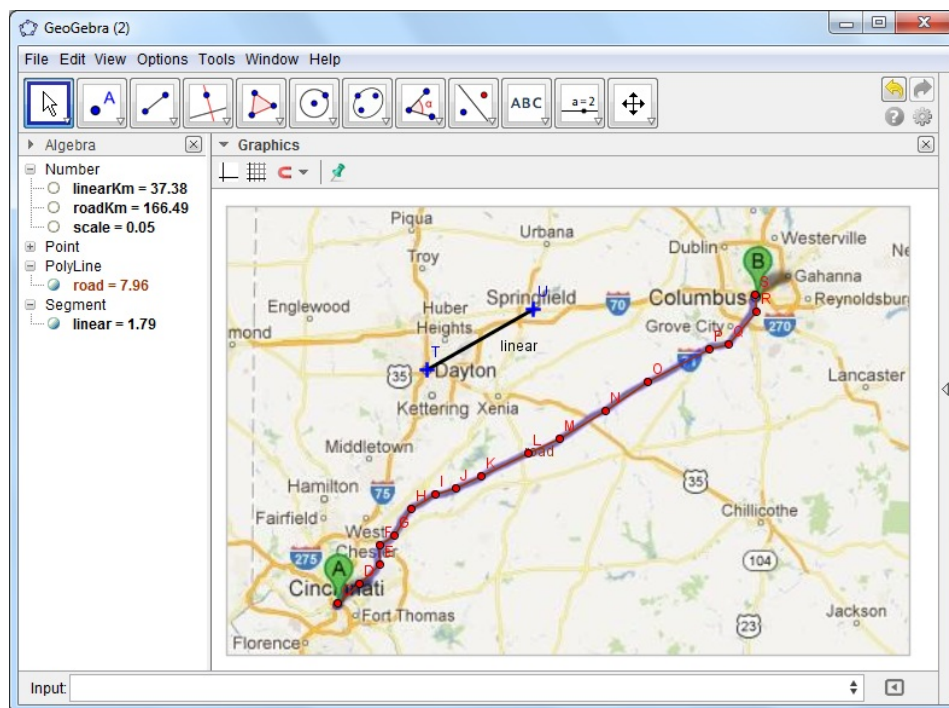 GeoGebra (2)
File Edit View Options Tools Window Help
A
α
ABC
a=2
Algebra
Graphics
Number
linearKm = 37.38
roadKm = 166.49
scale = 0.05
Point
PolyLine
road = 7.96
Segment
linear = 1.79
Piqua
Urbana
Dublin
Westerville
Ne
Troy
B
Gahanna
U
S
Englewood
Huber
Heights
Springfield
70
Columbus
R
Reynoldsburg
mond
Grove City
Q
270
T
linear
P
71
35
Dayton
O
Lancaster
Kettering
Xenia
N
Middletown
M
L
road
K
35
Hamilton
75
J
I
H
Chillicothe
Fairfield
G
West
Chester
F
E
275
A
D
104
Cincinnati
Fort Thomas
Jackson
23
Florence
Input: